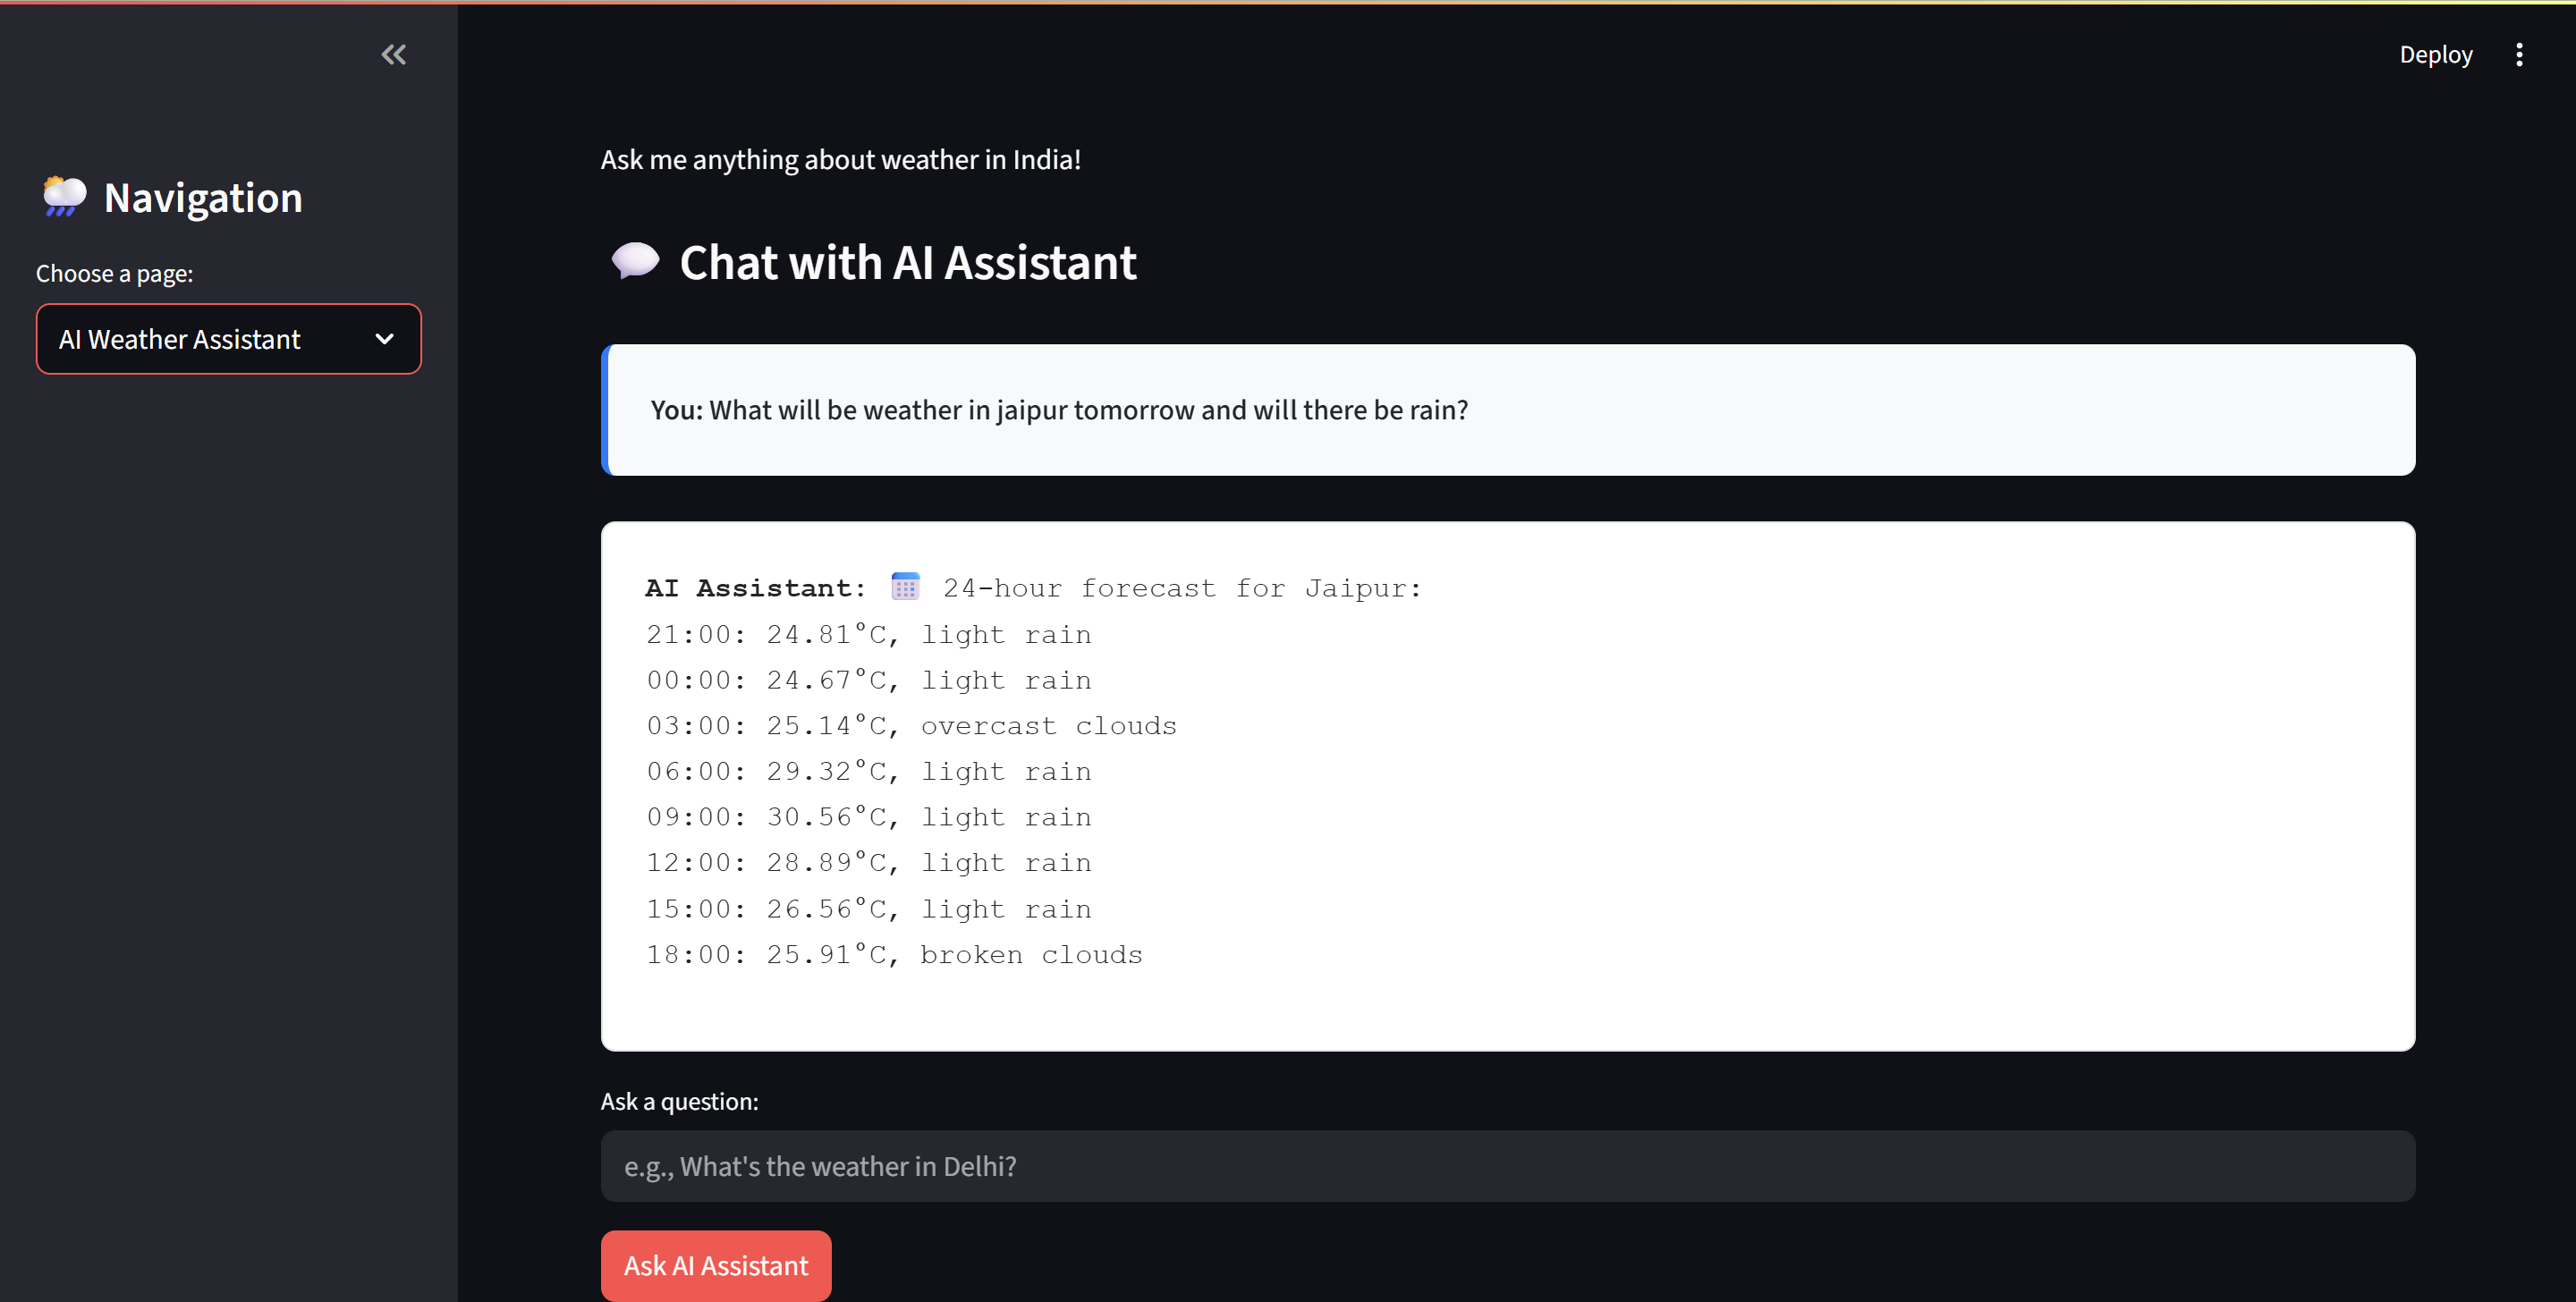 Deploy
Navigation
Choose a page:
AI Weather Assistant
Ask me anything about weather in India!
Chat with AI Assistant
You: What will be weather in jaipur tomorrow and will there be rain?
AI Assistant: 24-hour forecast for Jaipur:
21:00: 24.81°C, light rain
00:00: 24.67°C, light rain
03:00: 25.14°C, overcast clouds
06:00: 29.32°C, light rain
09:00: 30.56°C, light rain
12:00: 28.89°C, light rain
15:00: 26.56°C, light rain
18:00: 25.91°C, broken clouds
Ask a question:
e.g., What's the weather in Delhi?
Ask AI Assistant